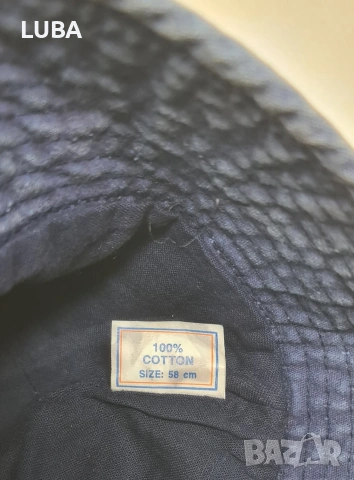 LUBA
100%
COTTON
SIZE: 58 cm
BAZAR